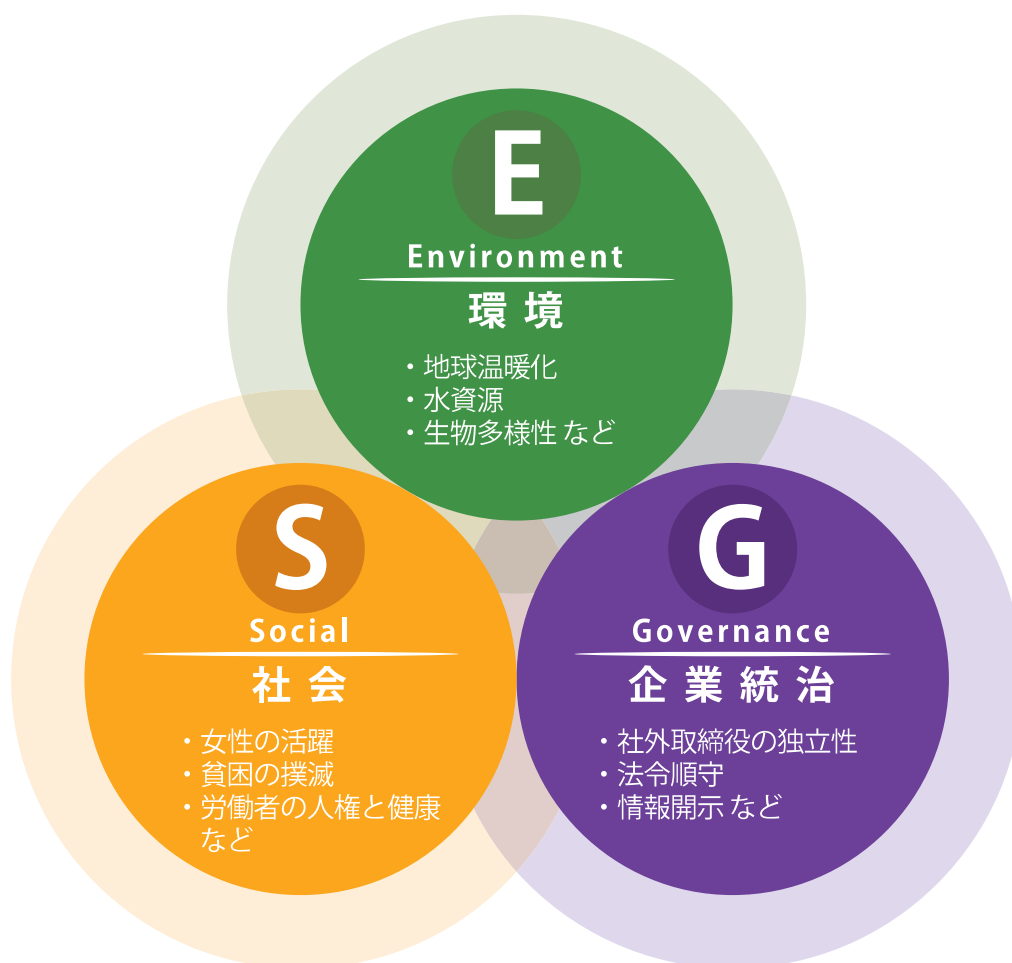 E
Environment
環境
・地球温暖化
・水資源
・生物多様性 など
S
Social
社会
・女性の活躍
・貧困の撲滅
・労働者の人権と健康
など
G
Governance
企業統治
・社外取締役の独立性
・法令順守
・情報開示 など